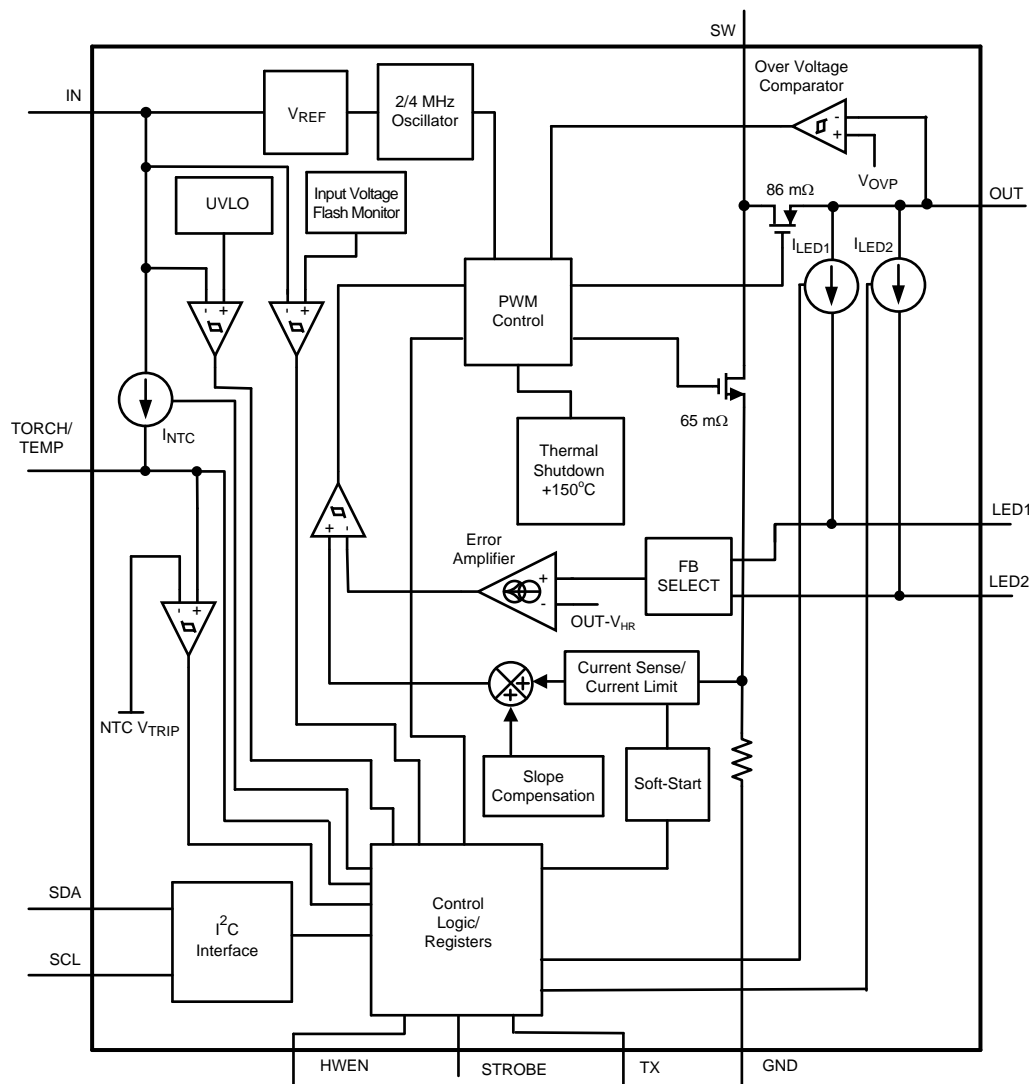 SW
Over Voltage
Comparator
IN
VREF
2/4 MHz
Oscillator
-
+
VOVP
UVLO
Input Voltage
Flash Monitor
86 mΩ
OUT
ILED1
ILED2
- +
- +
PWM
Control
INTC
65 mΩ
TORCH/
TEMP
Thermal
Shutdown
+150°C
+ -
LED1
Error
Amplifier
+
-
FB
SELECT
LED2
OUT-VHR
- +
Current Sense/
Current Limit
+
+
NTC VTRIP
Slope
Compensation
Soft-Start
SDA
I2C
Interface
SCL
Control
Logic/
Registers
HWEN
STROBE
TX
GND